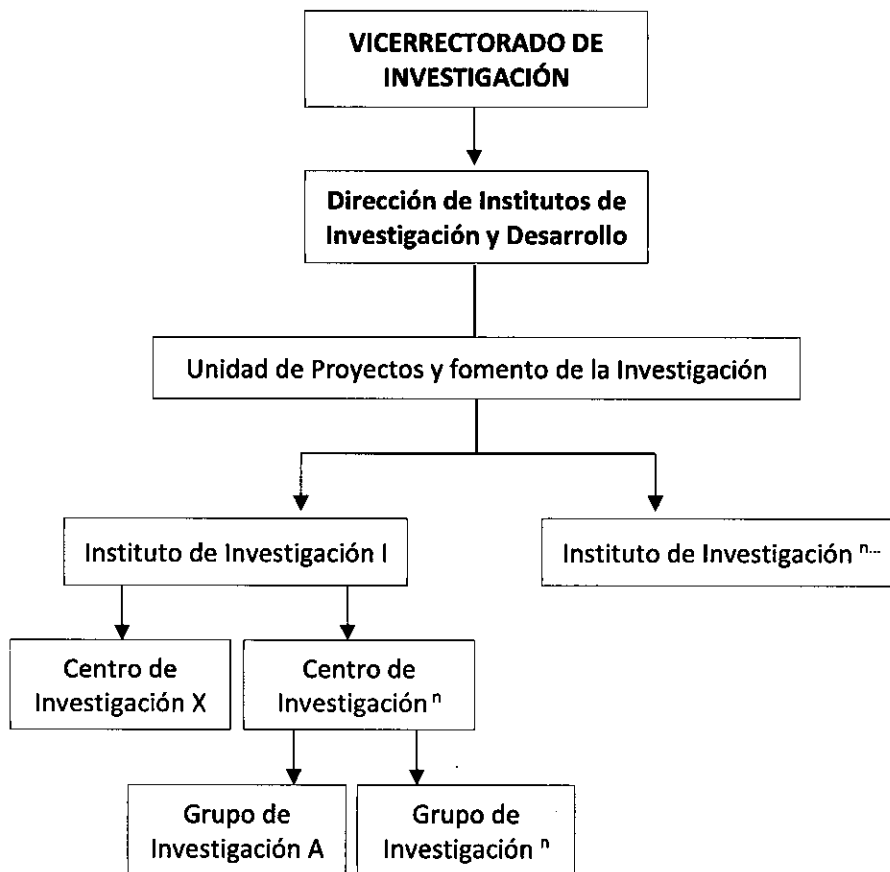 VICERRECTORADO DE
INVESTIGACIÓN
Dirección de Institutos de
Investigación y Desarrollo
Unidad de Proyectos y fomento de la Investigación
Instituto de Investigación I
Instituto de Investigación n...
Centro de
Investigación X
Centro de
Investigación n
Grupo de
Investigación A
Grupo de
Investigación n